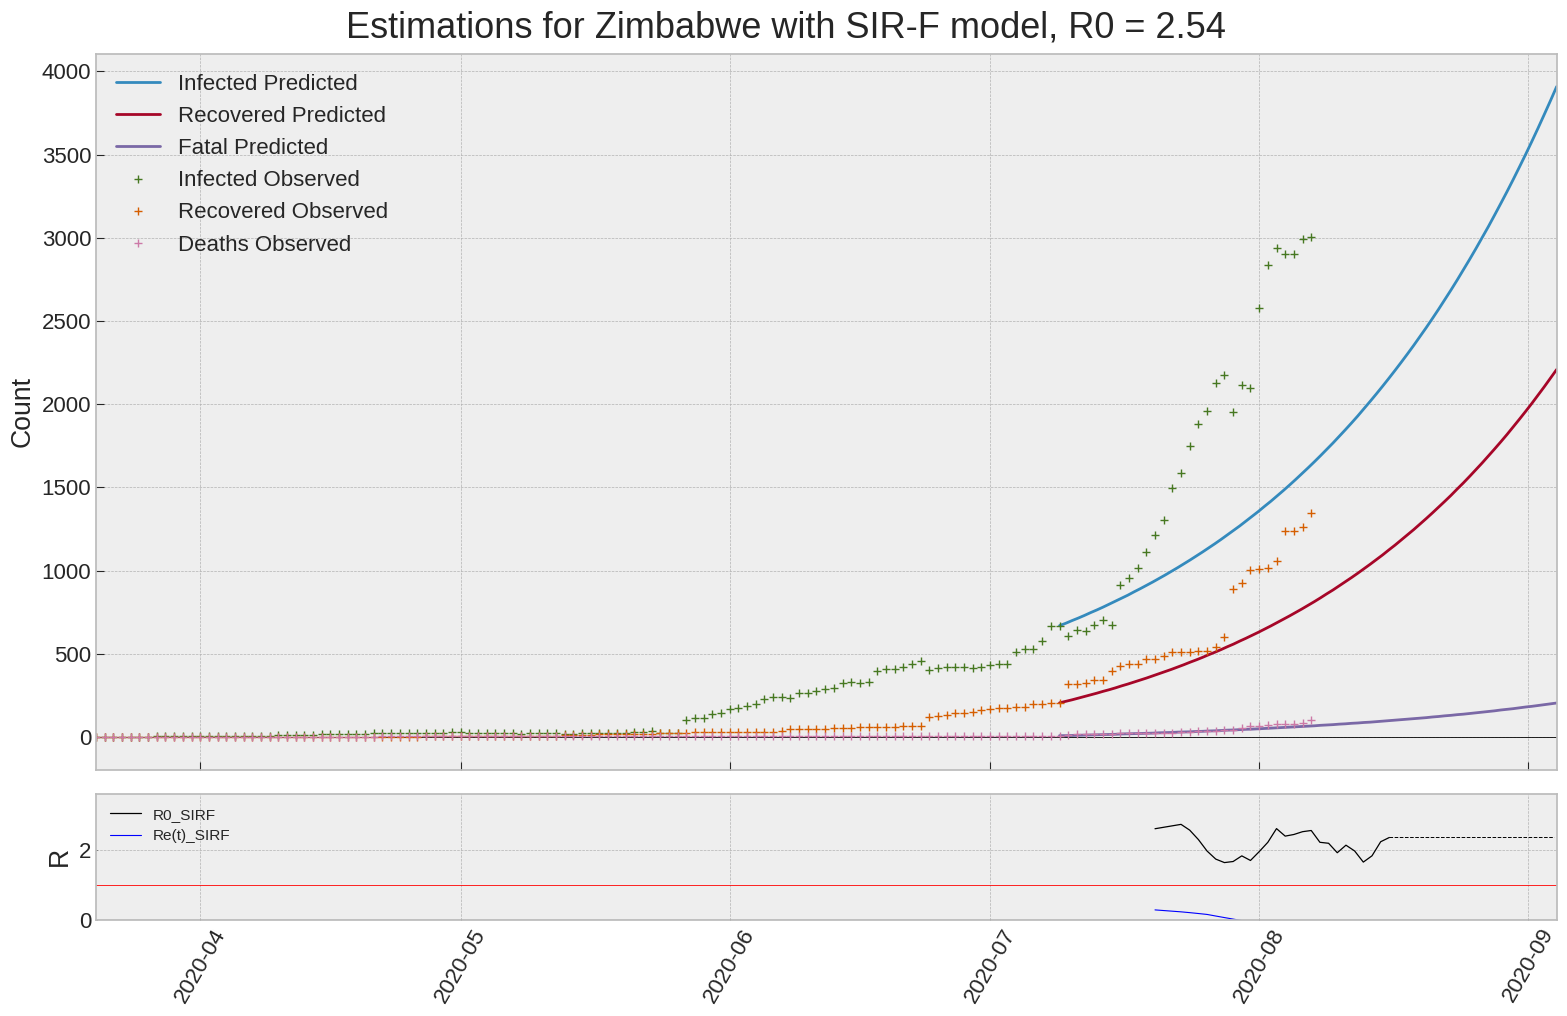 Estimations for Zimbabwe with SIR-F model, R0 = 2.54
Infected Predicted
Recovered Predicted
Fatal Predicted
Infected Observed
Recovered Observed
Deaths Observed
4000
3500
3000
2500
2000
1500
1000
500
0
Count
R0_SIRF
Re(t)_SIRF
2
0
R
2020-04
2020-05
2020-06
2020-07
2020-08
2020-09